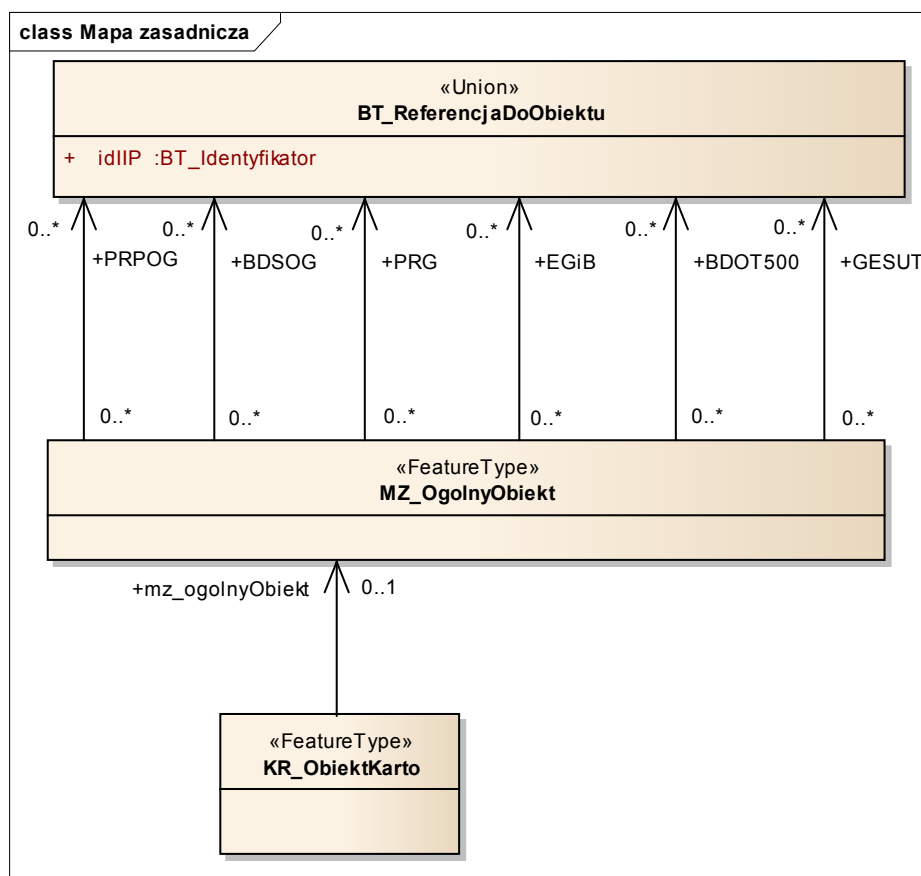 class Mapa zasadnicza
«Union»
BT_ReferencjaDoObiektu
+ idIIP :BT_Identyfikator
0..* 0..* 0..* 0..* 0..* 0..*
+PRPOG +BDSOG +PRG +EGiB +BDOT500 +GESUT
0..* 0..* 0..* 0..* 0..* 0..*
«FeatureType»
MZ_OgolnyObiekt
+mz_ogolnyObiekt 0..1
«FeatureType»
KR_ObiektKarto